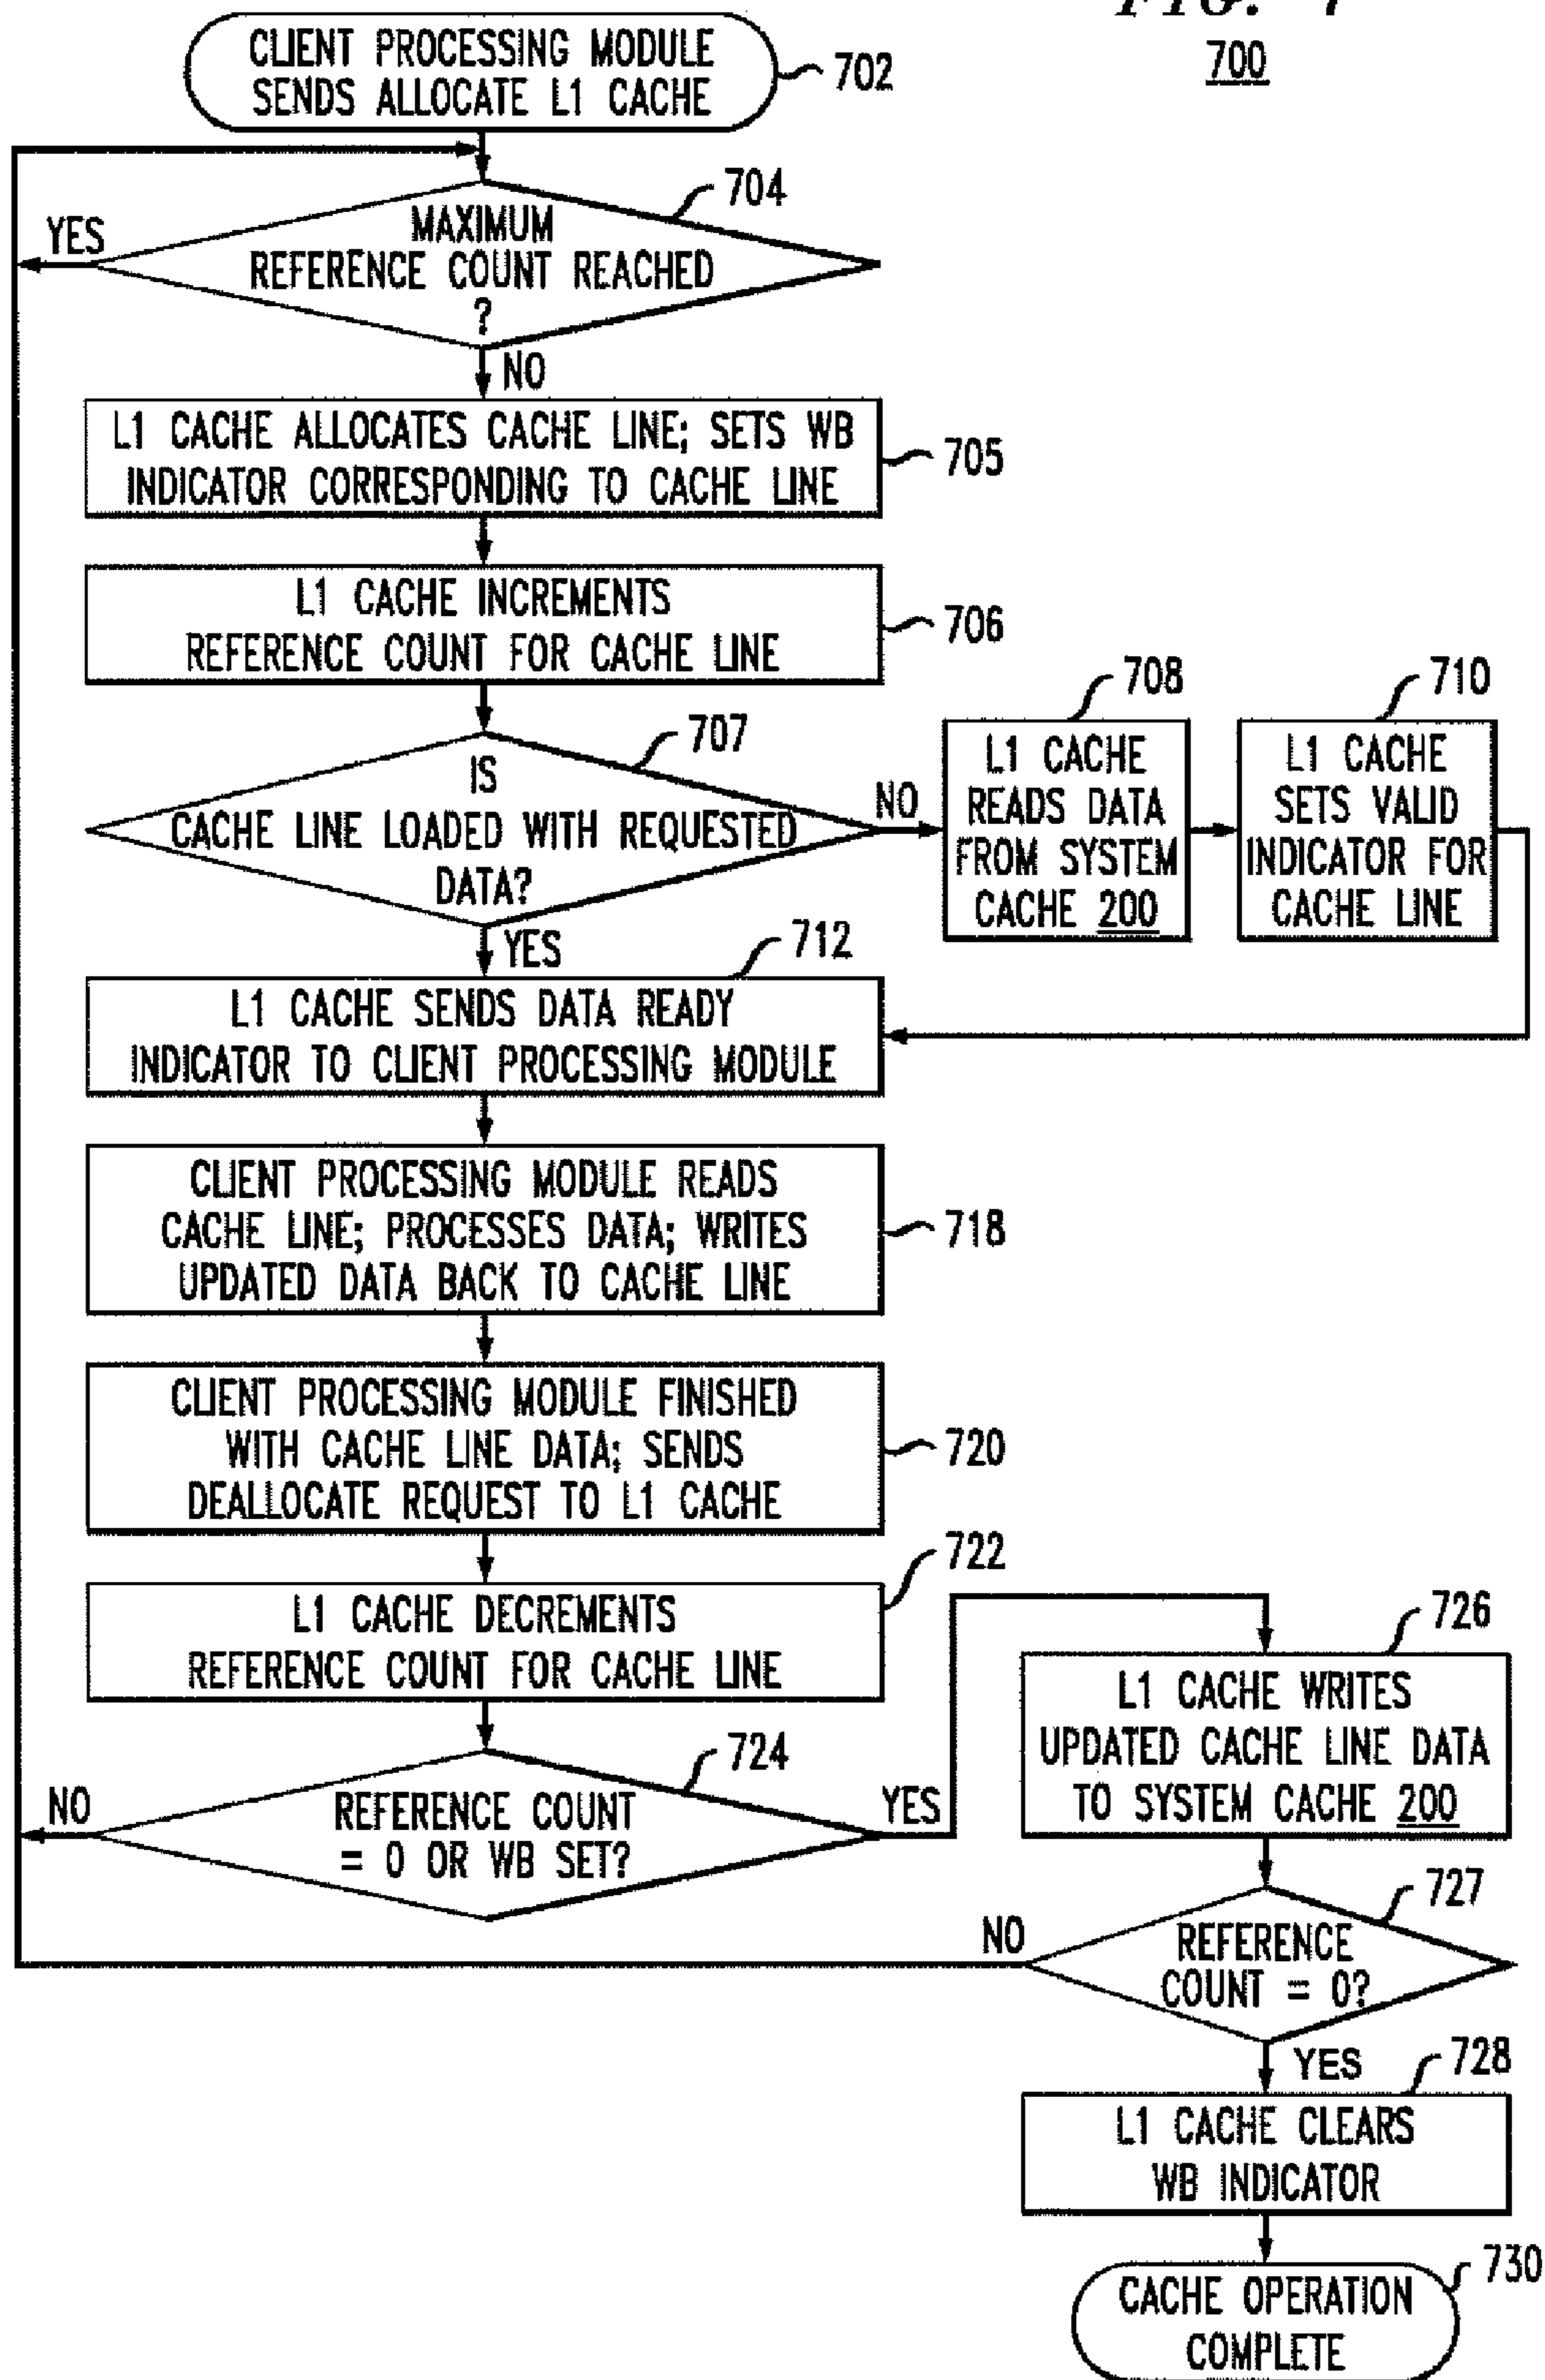 FIG. 7
700
CLIENT PROCESSING MODULE
SENDS ALLOCATE L1 CACHE
702
704
MAXIMUM
REFERENCE COUNT REACHED
?
YES
NO
L1 CACHE ALLOCATES CACHE LINE; SETS WB
INDICATOR CORRESPONDING TO CACHE LINE
705
L1 CACHE INCREMENTS
REFERENCE COUNT FOR CACHE LINE
706
707
IS
CACHE LINE LOADED WITH REQUESTED
DATA?
NO
YES
708
L1 CACHE
READS DATA
FROM SYSTEM
CACHE 200
710
L1 CACHE
SETS VALID
INDICATOR FOR
CACHE LINE
712
L1 CACHE SENDS DATA READY
INDICATOR TO CLIENT PROCESSING MODULE
CLIENT PROCESSING MODULE READS
CACHE LINE; PROCESSES DATA; WRITES
UPDATED DATA BACK TO CACHE LINE
718
CLIENT PROCESSING MODULE FINISHED
WITH CACHE LINE DATA; SENDS
DEALLOCATE REQUEST TO L1 CACHE
720
722
L1 CACHE DECREMENTS
REFERENCE COUNT FOR CACHE LINE
724
REFERENCE COUNT
= 0 OR WB SET?
NO
YES
726
L1 CACHE WRITES
UPDATED CACHE LINE DATA
TO SYSTEM CACHE 200
727
REFERENCE
COUNT = 0?
NO
YES
728
L1 CACHE CLEARS
WB INDICATOR
730
CACHE OPERATION
COMPLETE